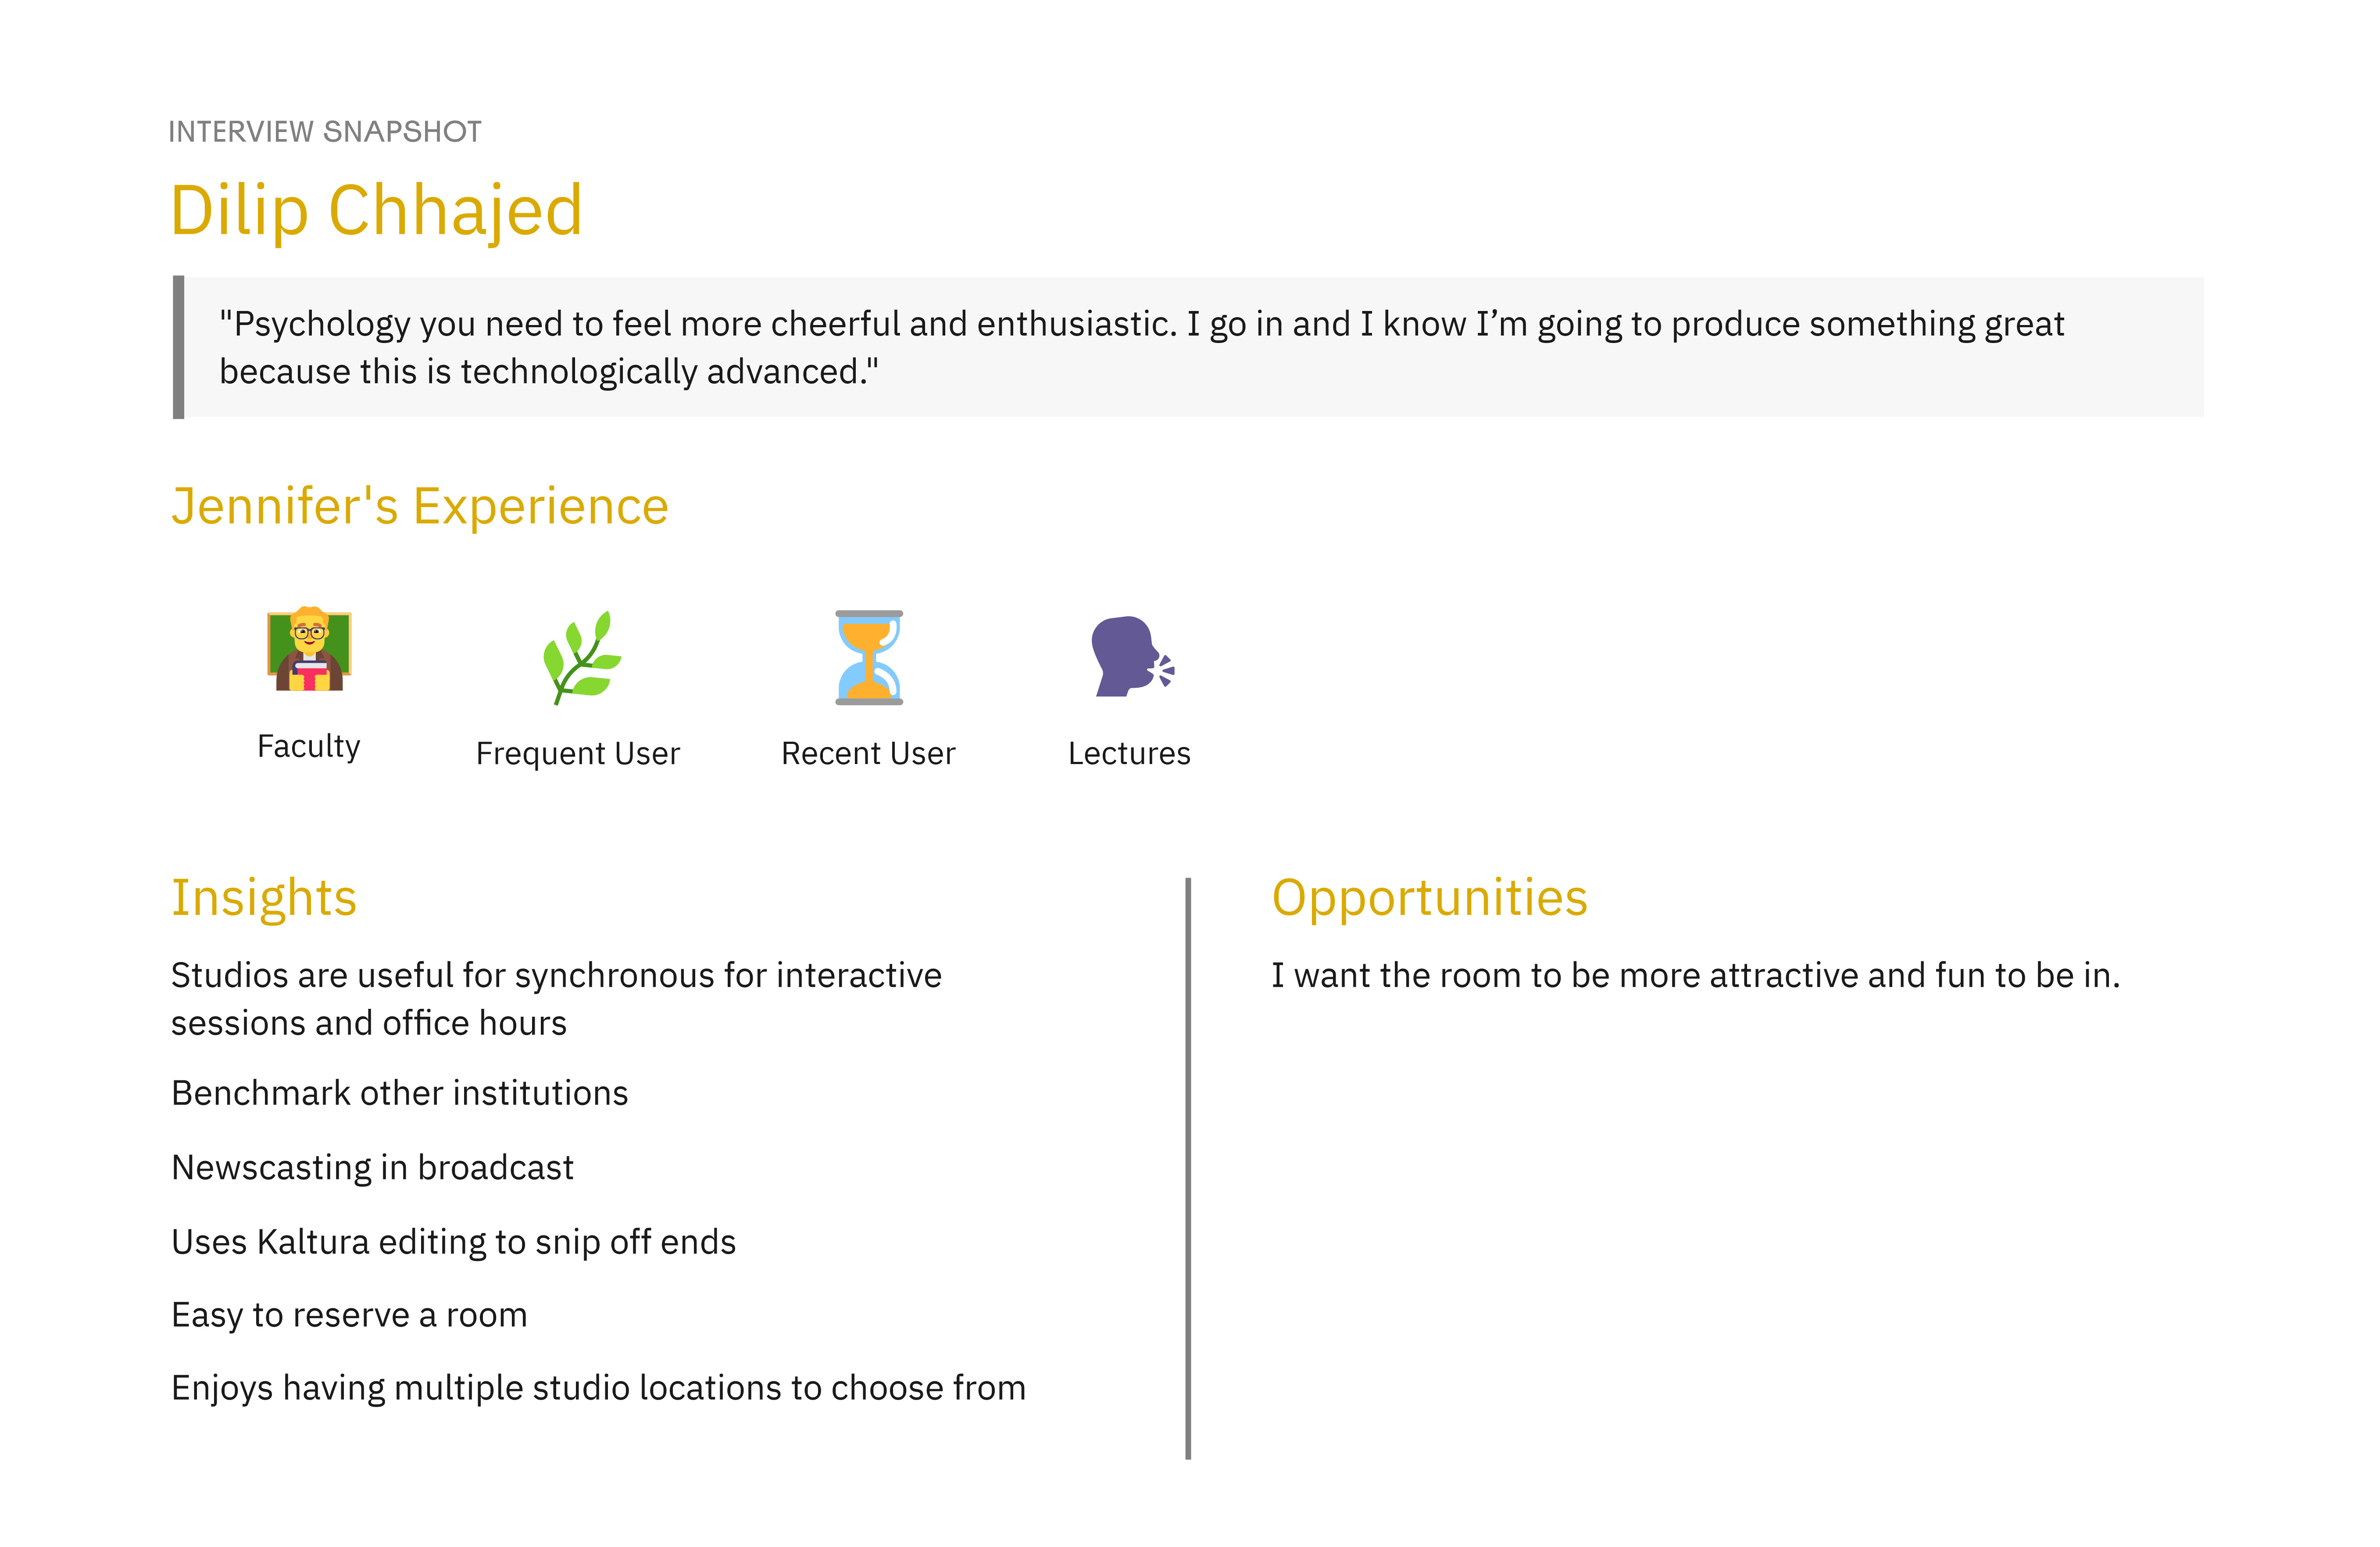 INTERVIEW SNAPSHOT
Dilip Chhajed
"Psychology you need to feel more cheerful and enthusiastic. I go in and I know I’m going to produce something great
because this is technologically advanced."
Jennifer's Experience
Faculty
Frequent User
Recent User
Lectures
Insights
Studios are useful for synchronous for interactive
sessions and office hours
Benchmark other institutions
Newscasting in broadcast
Uses Kaltura editing to snip off ends
Easy to reserve a room
Enjoys having multiple studio locations to choose from
Opportunities
I want the room to be more attractive and fun to be in.